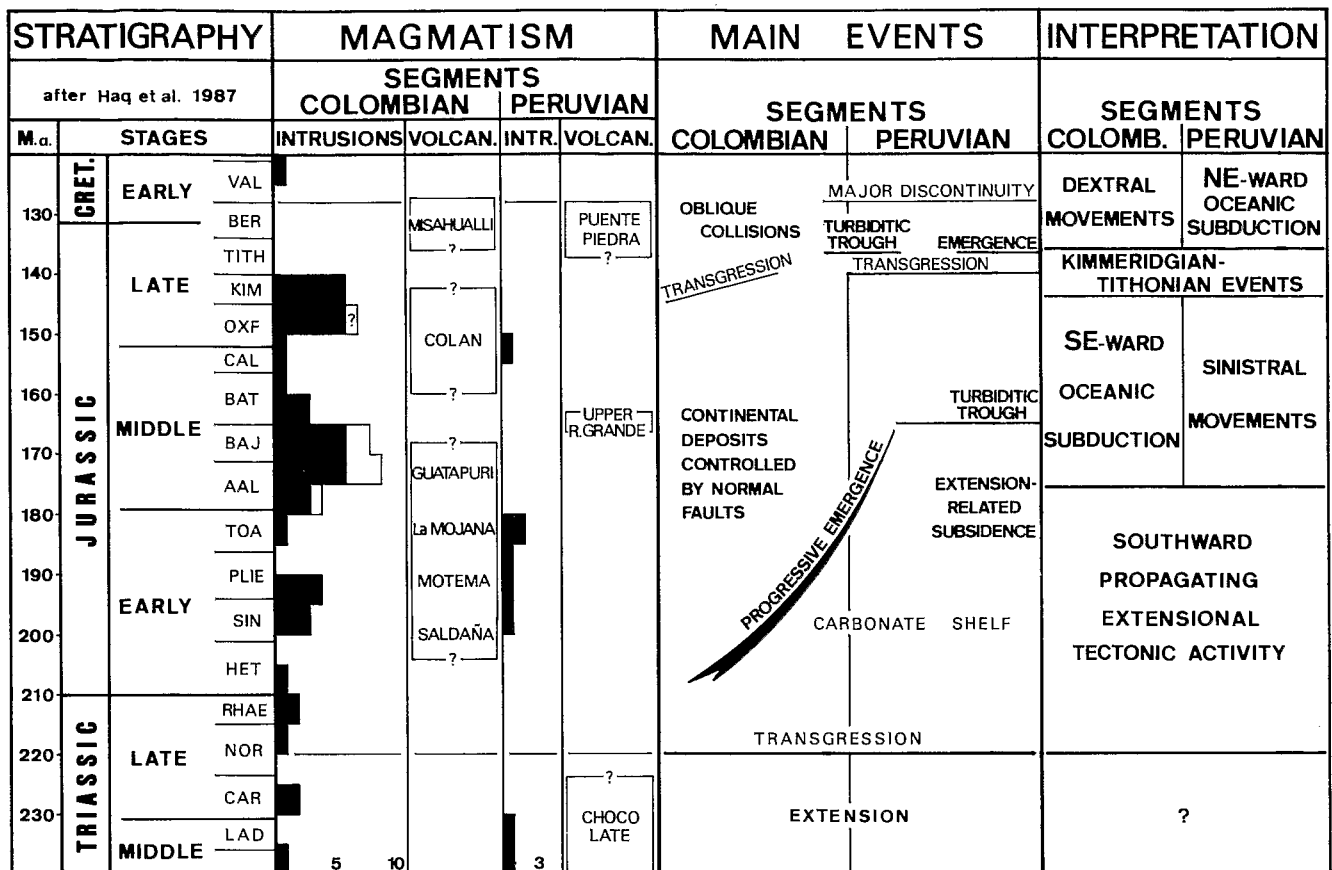 STRATIGRAPHY MAGMATISM MAIN EVENTS INTERPRETATION
after Haq et al. 1987
SEGMENTS
COLOMBIAN PERUVIAN
SEGMENTS
COLOMBIAN PERUVIAN
SEGMENTS
COLOMB. PERUVIAN
M.a. STAGES INTRUSIONS VOLCAN. INTR. VOLCAN.
CRET.
JURASSIC
TRIASSIC
130
140
150
160
170
180
190
200
210
220
230
EARLY
LATE
MIDDLE
EARLY
LATE
MIDDLE
VAL
BER
TITH
KIM
OXF
CAL
BAT
BAJ
AAL
TOA
PLIE
SIN
HET
RHAE
NOR
CAR
LAD
?
5 10
MISAHUALLI
?
?
COLAN
?
?
GUATAPURI
La MOJANA
MOTEMA
SALDAÑA
?
3
PUENTE
PIEDRA
?
UPPER
R.GRANDE
?
CHOCO
LATE
OBLIQUE
COLLISIONS
TRANSGRESSION
MAJOR DISCONTINUITY
TURBIDITIC
TROUGH
EMERGENCE
TRANSGRESSION
CONTINENTAL
DEPOSITS
CONTROLLED
BY NORMAL
FAULTS
PROGRESSIVE EMERGENCE
TURBIDITIC
TROUGH
EXTENSION-
RELATED
SUBSIDENCE
CARBONATE SHELF
TRANSGRESSION
EXTENSION
DEXTRAL
MOVEMENTS
NE-WARD
OCEANIC
SUBDUCTION
KIMMERIDGIAN-
TITHONIAN EVENTS
SE-WARD
OCEANIC
SUBDUCTION
SINISTRAL
MOVEMENTS
SOUTHWARD
PROPAGATING
EXTENSIONAL
TECTONIC ACTIVITY
?